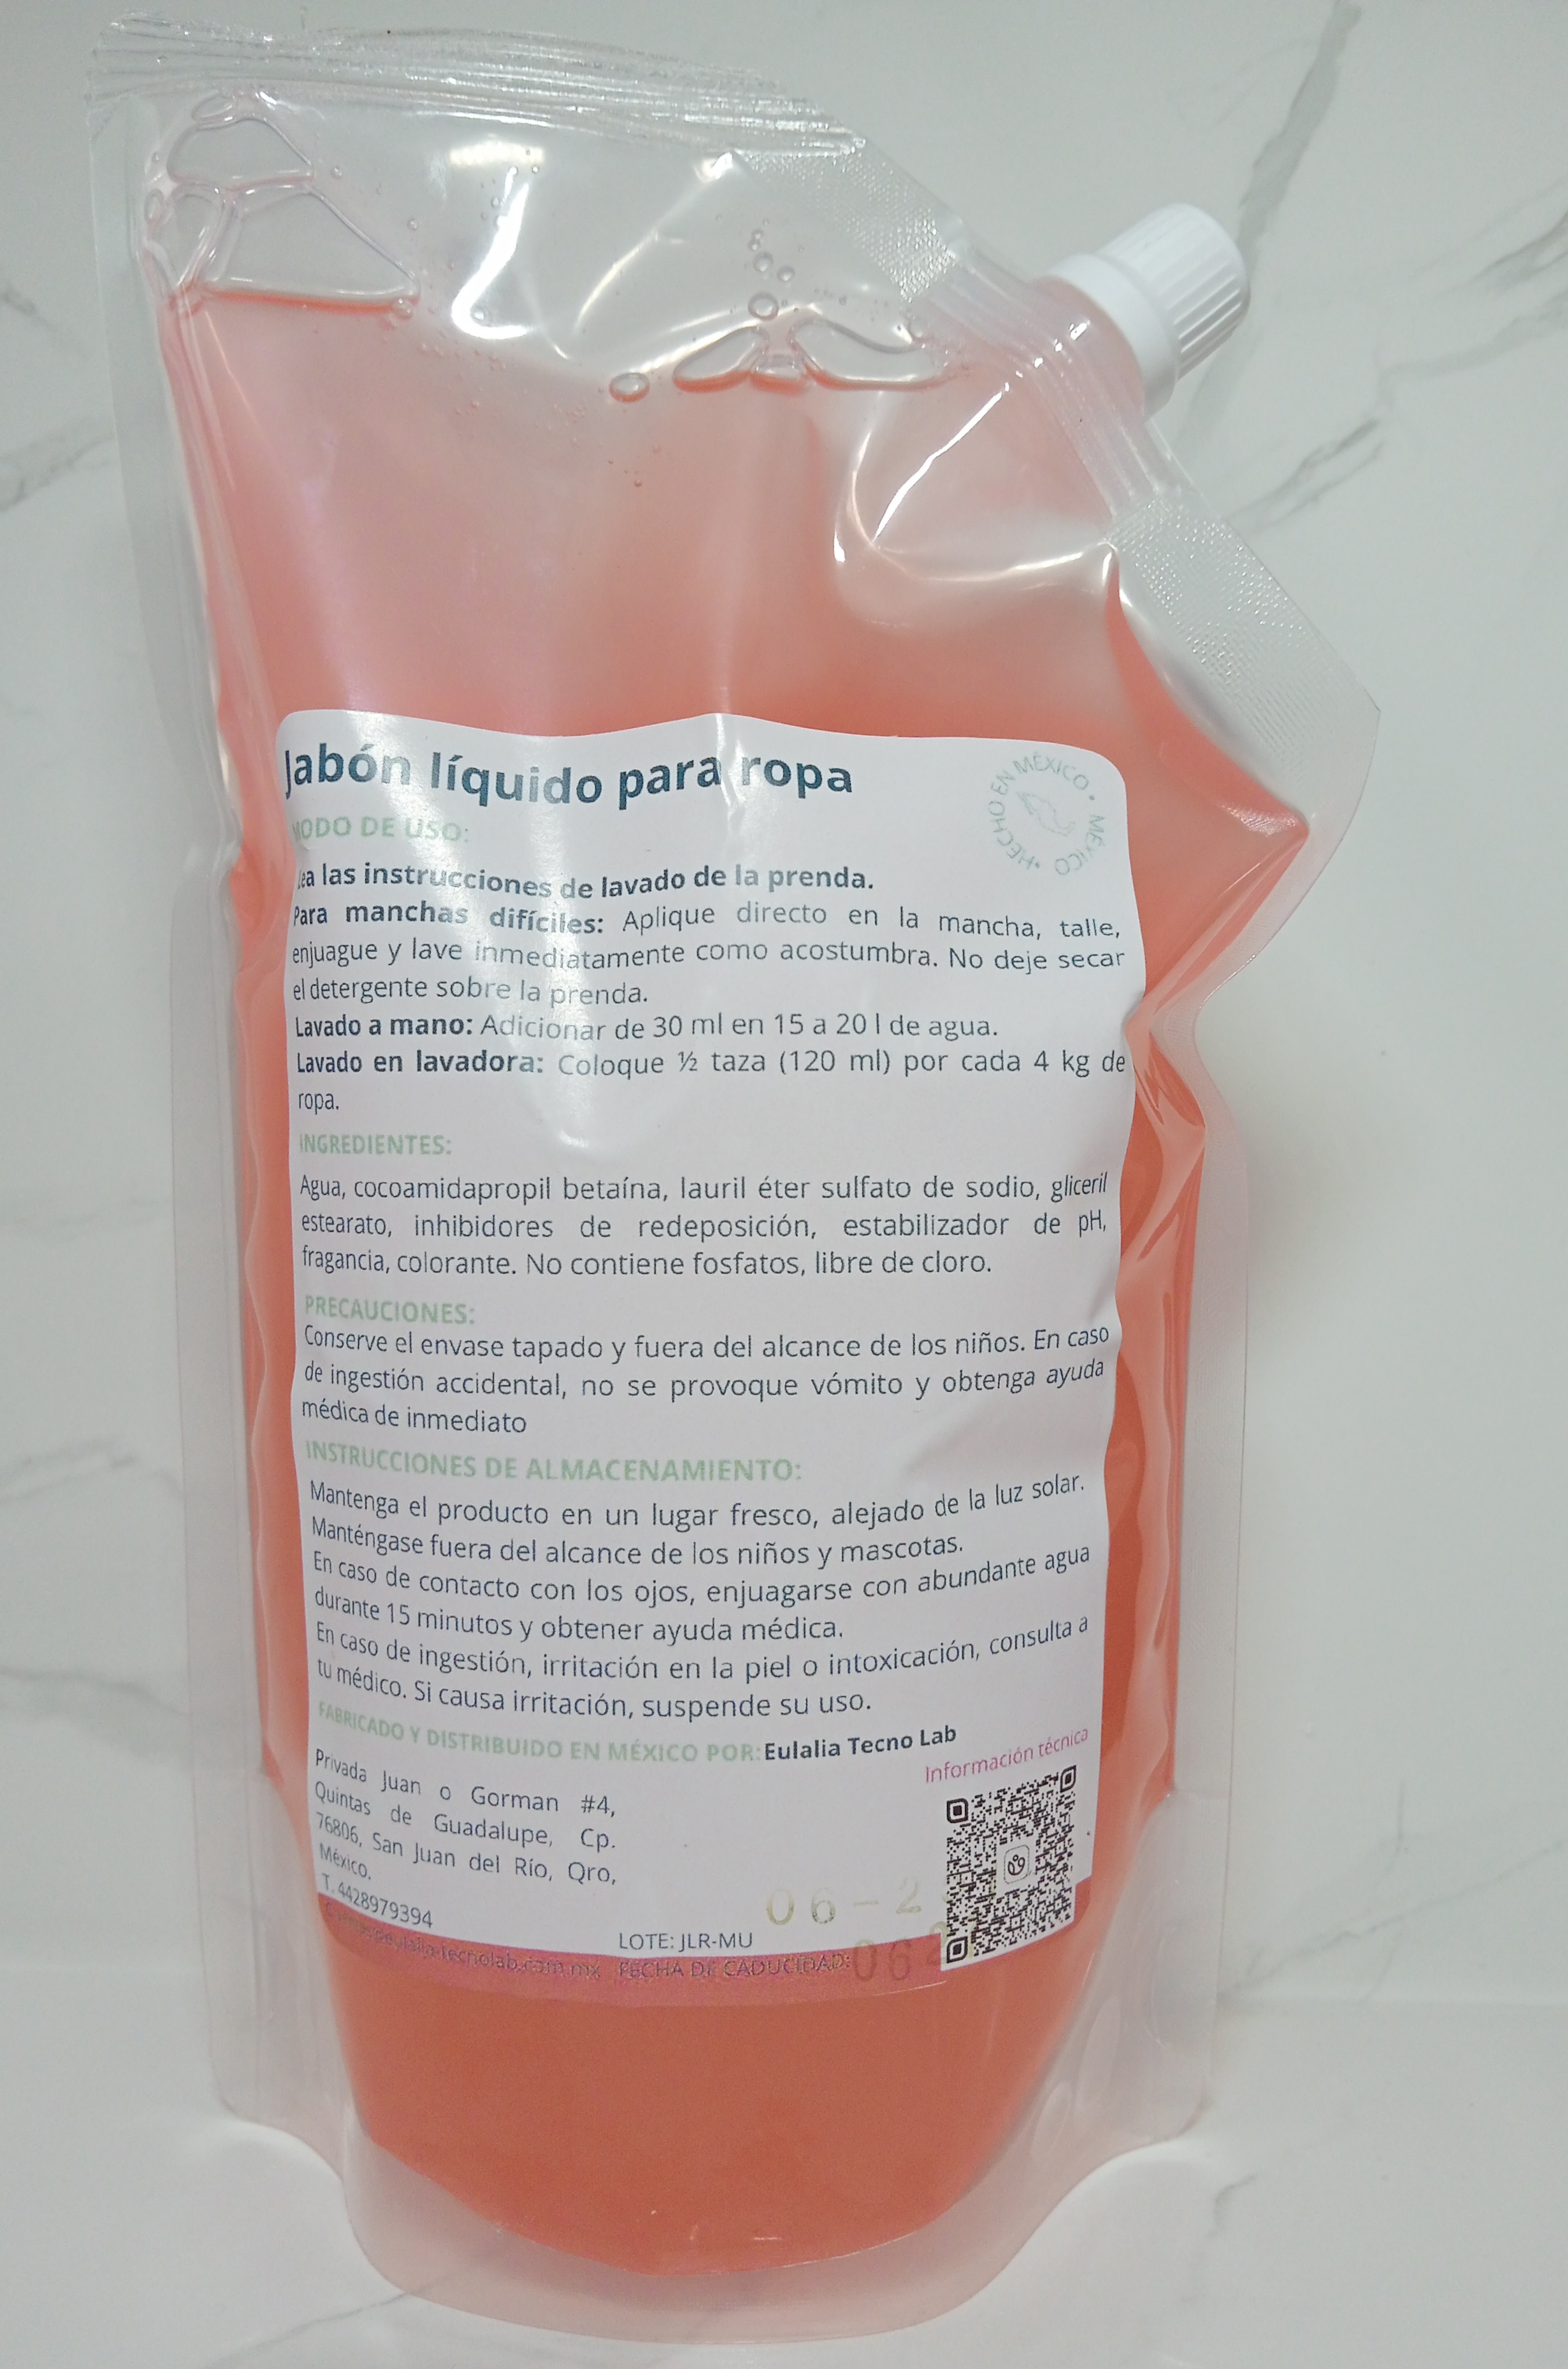 Jabón líquido para ropa
HECHO EN MÉXICO • MÉXICO •
MODO DE USO:
Lea las instrucciones de lavado de la prenda.
Para manchas difíciles: Aplique directo en la mancha, talle,
enjuague y lave inmediatamente como acostumbra. No deje secar
el detergente sobre la prenda.
Lavado a mano: Adicionar de 30 ml en 15 a 20 l de agua.
Lavado en lavadora: Coloque ½ taza (120 ml) por cada 4 kg de
ropa.
INGREDIENTES:
Agua, cocoamidapropil betaína, lauril éter sulfato de sodio, gliceril
estearato, inhibidores de redeposición, estabilizador de pH,
fragancia, colorante. No contiene fosfatos, libre de cloro.
PRECAUCIONES:
Conserve el envase tapado y fuera del alcance de los niños. En caso
de ingestión accidental, no se provoque vómito y obtenga ayuda
médica de inmediato
INSTRUCCIONES DE ALMACENAMIENTO:
Mantenga el producto en un lugar fresco, alejado de la luz solar.
Manténgase fuera del alcance de los niños y mascotas.
En caso de contacto con los ojos, enjuagarse con abundante agua
durante 15 minutos y obtener ayuda médica.
En caso de ingestión, irritación en la piel o intoxicación, consulta a
tu médico. Si causa irritación, suspende su uso.
FABRICADO Y DISTRIBUIDO EN MÉXICO POR: Eulalia Tecno Lab
Información técnica
Privada Juan o Gorman #4,
Quintas de Guadalupe, Cp.
76806, San Juan del Río, Qro,
México.
T. 4428979394
LOTE: JLR-MU 06-2
FECHA DE CADUCIDAD: 06